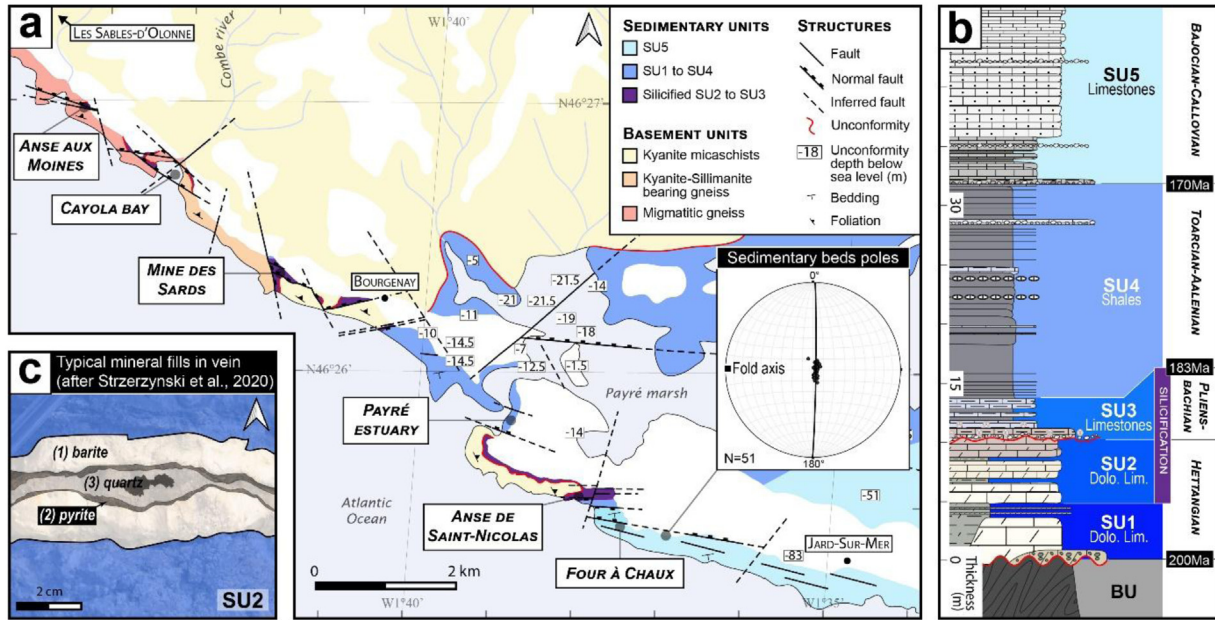 a
LES SABLES-D'OLONNE
Combe river
W1°40'
N46°27'
ANSE AUX
MOINES
CAYOLA BAY
MINE DES
SARDS
BOURGENAY
SEDIMENTARY UNITS
SU5
SU1 to SU4
Silicified SU2 to SU3
BASEMENT UNITS
Kyanite micaschists
Kyanite-Sillimanite
bearing gneiss
Migmatitic gneiss
STRUCTURES
Fault
Normal fault
Inferred fault
Unconformity
-18
Unconformity
depth below
sea level (m)
Bedding
Foliation
-5
-21
-21.5
-21.5
-14
-11
-19
-18
-10
-14.5
-14.5
-7
-12.5
-1.5
N46°26'
Payré marsh
PAYRÉ
ESTUARY
-14
Atlantic
Ocean
ANSE DE
SAINT-NICOLAS
FOUR À CHAUX
-51
-83
JARD-SUR-MER
0
2 km
W1°40'
W1°35'
Sedimentary beds poles
0°
Fold axis
180°
N=51
b
SU5
Limestones
BAJOCIAN-CALLOVIAN
170Ma
30
SU4
Shales
TOARCIAN-AALENIAN
183Ma
15
SU3
Limestones
PLIENS-
BACHIAN
SILICIFICATION
SU2
Dolo. Lim.
HETTANGIAN
SU1
Dolo. Lim.
200Ma
0
Thickness
(m)
BU
c
Typical mineral fills in vein
(after Strzerzynski et al., 2020)
(1) barite
(3) quartz
(2) pyrite
2 cm
SU2